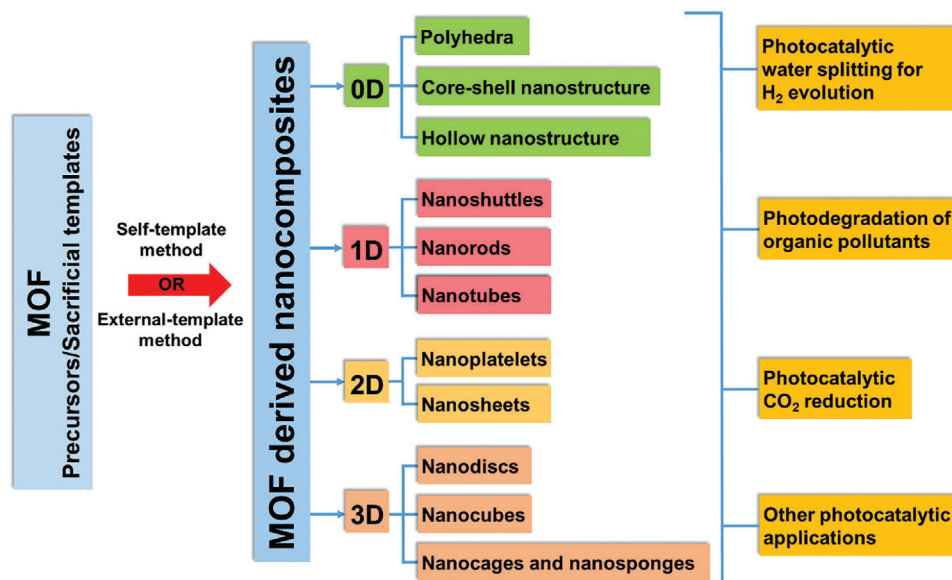 MOF
Precursors/Sacrificial templates
Self-template
method
OR
External-template
method
MOF derived nanocomposites
0D
Polyhedra
Core-shell nanostructure
Hollow nanostructure
1D
Nanoshuttles
Nanorods
Nanotubes
2D
Nanoplatelets
Nanosheets
3D
Nanodiscs
Nanocubes
Nanocages and nanosponges
Photocatalytic
water splitting for
H₂ evolution
Photodegradation of
organic pollutants
Photocatalytic
CO₂ reduction
Other photocatalytic
applications